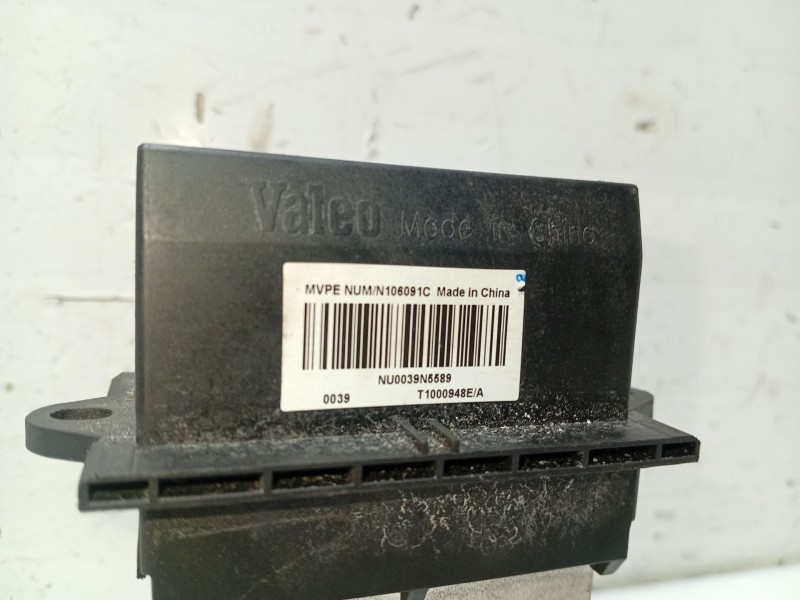 Valeo Made in China
MVPE NUM/N106091C Made in China
NU0039N5589
0039 T1000948E/A